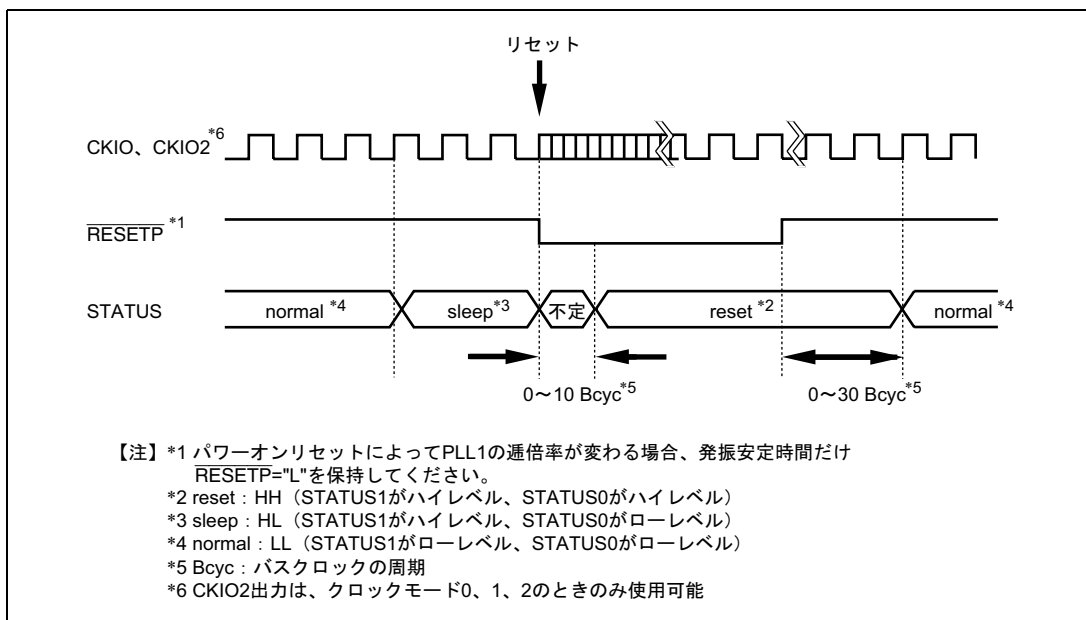 リセット
CKIO、CKIO2*6
RESETP *1
STATUS
normal *4
sleep*3
不定
reset *2
normal *4
0～10 Bcyc*5
0～30 Bcyc*5
【注】 *1 パワーオンリセットによってPLL1の逓倍率が変わる場合、発振安定時間だけ
RESETP="L"を保持してください。
*2 reset：HH（STATUS1がハイレベル、STATUS0がハイレベル）
*3 sleep：HL（STATUS1がハイレベル、STATUS0がローレベル）
*4 normal：LL（STATUS1がローレベル、STATUS0がローレベル）
*5 Bcyc：バスクロックの周期
*6 CKIO2出力は、クロックモード0、1、2のときのみ使用可能